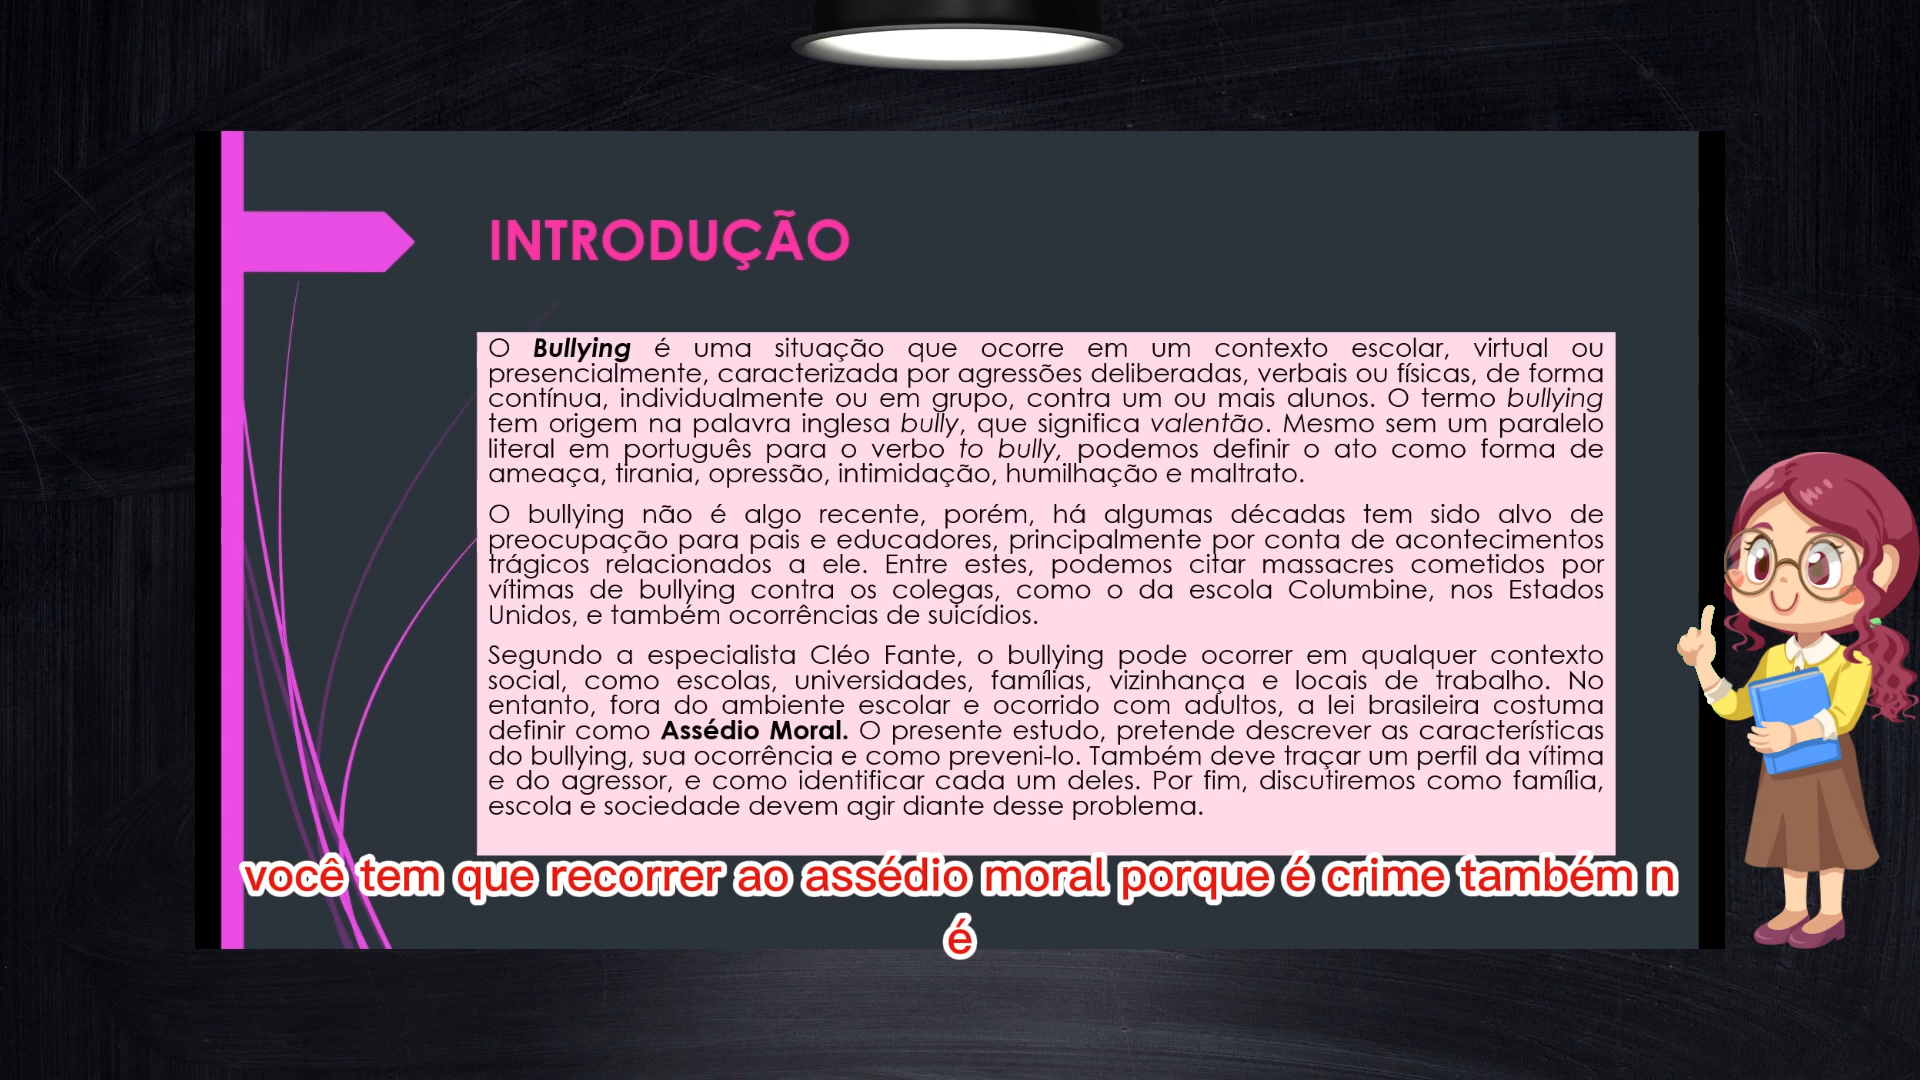 INTRODUÇÃO
O Bullying é uma situação que ocorre em um contexto escolar, virtual ou
presencialmente, caracterizada por agressões deliberadas, verbais ou físicas, de forma
contínua, individualmente ou em grupo, contra um ou mais alunos. O termo bullying
tem origem na palavra inglesa bully, que significa valentão. Mesmo sem um paralelo
literal em português para o verbo to bully, podemos definir o ato como forma de
ameaça, tirania, opressão, intimidação, humilhação e maltrato.
O bullying não é algo recente, porém, há algumas décadas tem sido alvo de
preocupação para pais e educadores, principalmente por conta de acontecimentos
trágicos relacionados a ele. Entre estes, podemos citar massacres cometidos por
vítimas de bullying contra os colegas, como o da escola Columbine, nos Estados
Unidos, e também ocorrências de suicídios.
Segundo a especialista Cléo Fante, o bullying pode ocorrer em qualquer contexto
social, como escolas, universidades, famílias, vizinhança e locais de trabalho. No
entanto, fora do ambiente escolar e ocorrido com adultos, a lei brasileira costuma
definir como Assédio Moral. O presente estudo, pretende descrever as características
do bullying, sua ocorrência e como preveni-lo. Também deve traçar um perfil da vítima
e do agressor, e como identificar cada um deles. Por fim, discutiremos como família,
escola e sociedade devem agir diante desse problema.
você tem que recorrer ao assédio moral porque é crime também n
é